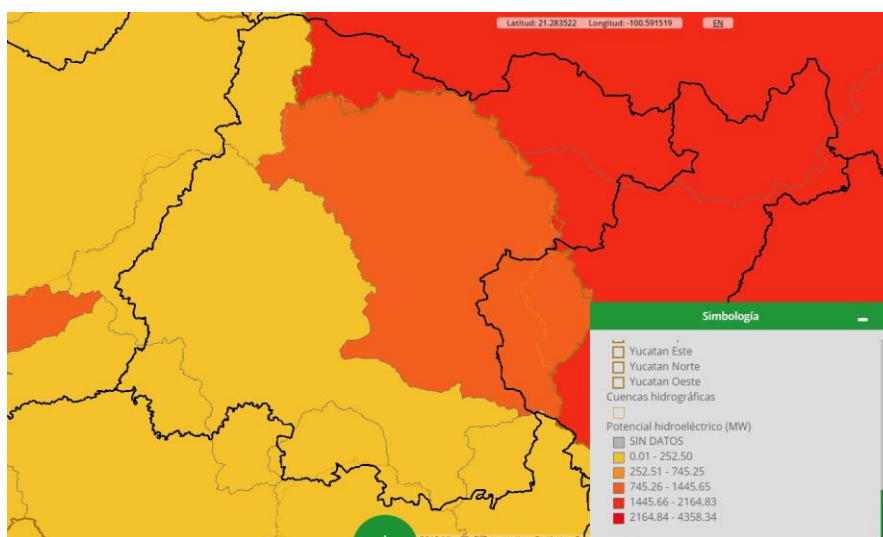 Latitud: 21.283522 Longitud: -100.591519 EN
Simbología
Yucatan Este
Yucatan Norte
Yucatan Oeste
Cuencas hidrográficas
Potencial hidroeléctrico (MW)
SIN DATOS
0.01 - 252.50
252.51 - 745.25
745.26 - 1445.65
1445.66 - 2164.83
2164.84 - 4358.34